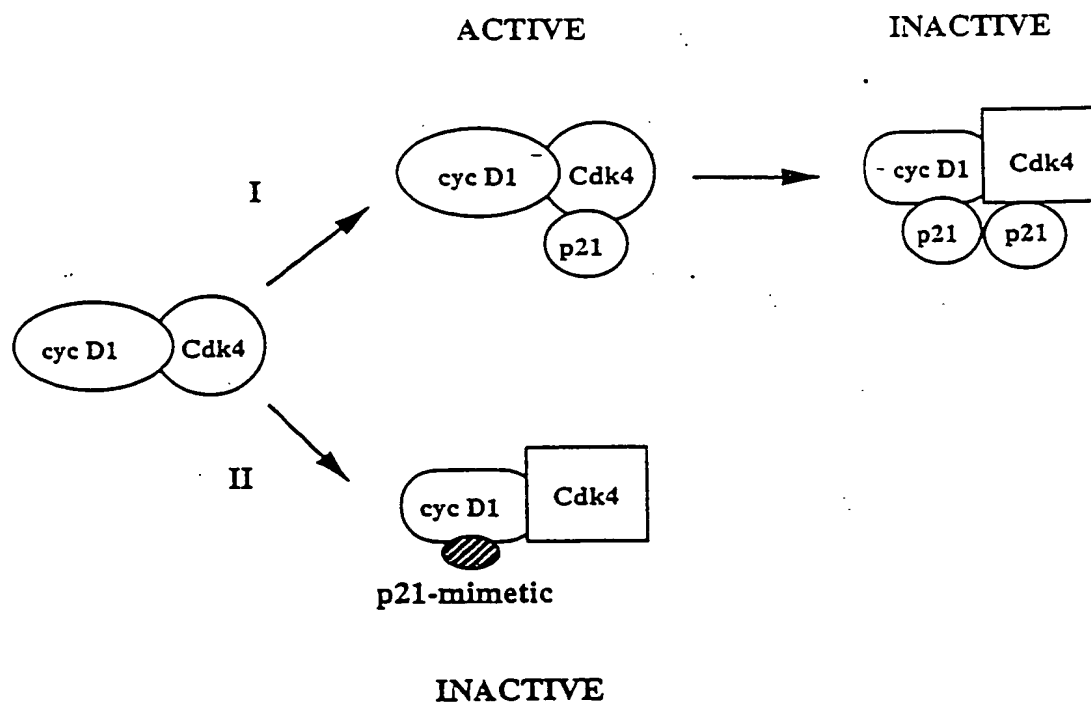 ACTIVE
INACTIVE
cyc D1
Cdk4
p21
cyc D1
Cdk4
p21
p21
I
cyc D1
Cdk4
II
cyc D1
Cdk4
p21-mimetic
INACTIVE